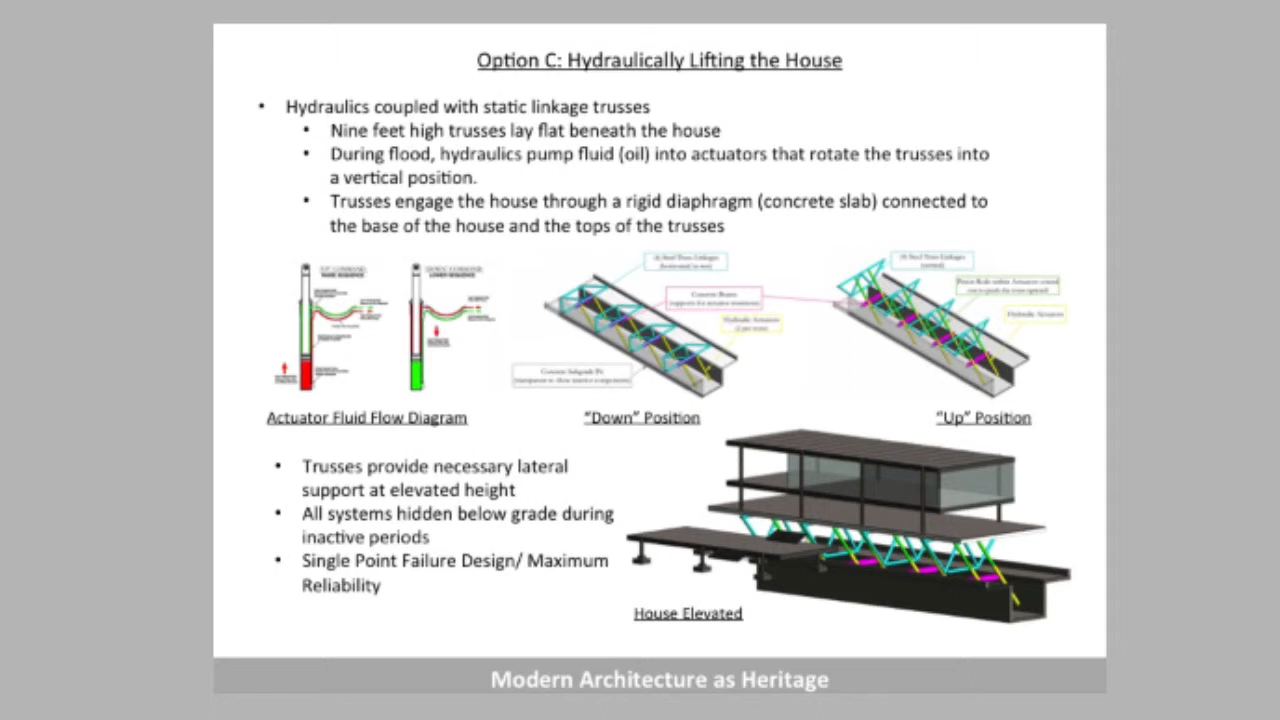 Option C: Hydraulically Lifting the House
• Hydraulics coupled with static linkage trusses
• Nine feet high trusses lay flat beneath the house
• During flood, hydraulics pump fluid (oil) into actuators that rotate the trusses into
a vertical position.
• Trusses engage the house through a rigid diaphragm (concrete slab) connected to
the base of the house and the tops of the trusses
Hydraulic Actuators
Actuator Fluid Flow Diagram
"Down" Position
"Up" Position
• Trusses provide necessary lateral
support at elevated height
• All systems hidden below grade during
inactive periods
• Single Point Failure Design/ Maximum
Reliability
House Elevated
Modern Architecture as Heritage